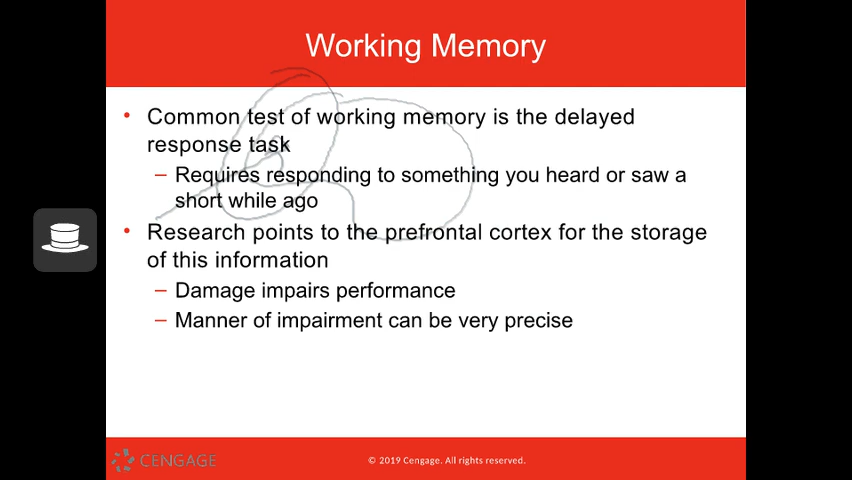 Working Memory
• Common test of working memory is the delayed
response task
– Requires responding to something you heard or saw a
short while ago
• Research points to the prefrontal cortex for the storage
of this information
– Damage impairs performance
– Manner of impairment can be very precise
CENGAGE
© 2019 Cengage. All rights reserved.